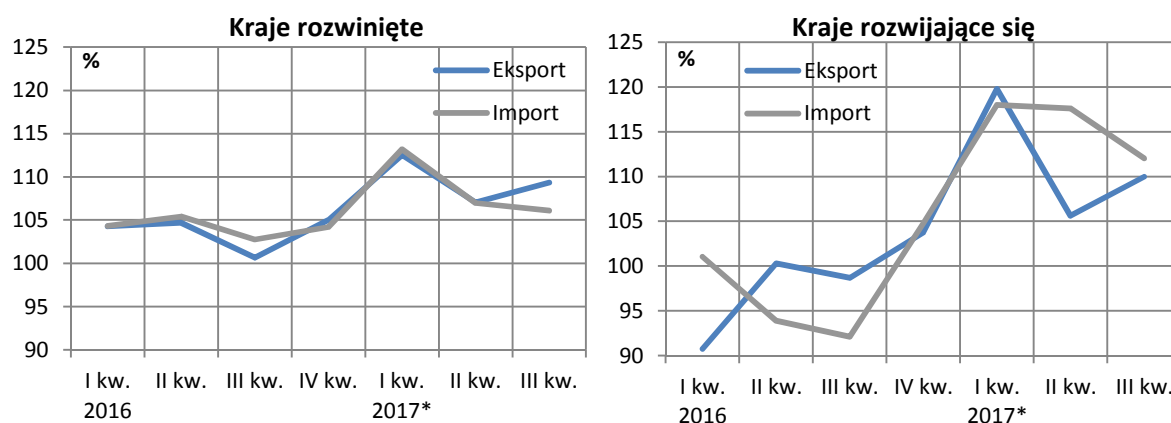 Kraje rozwinięte
125
%
Eksport
120
115
Import
110
105
100
95
90
I kw. II kw. III kw. IV kw. I kw. II kw. III kw.
2016 2017*
Kraje rozwijające się
125
%
Eksport
120
Import
115
110
105
100
95
90
I kw. II kw. III kw. IV kw. I kw. II kw. III kw.
2016 2017*